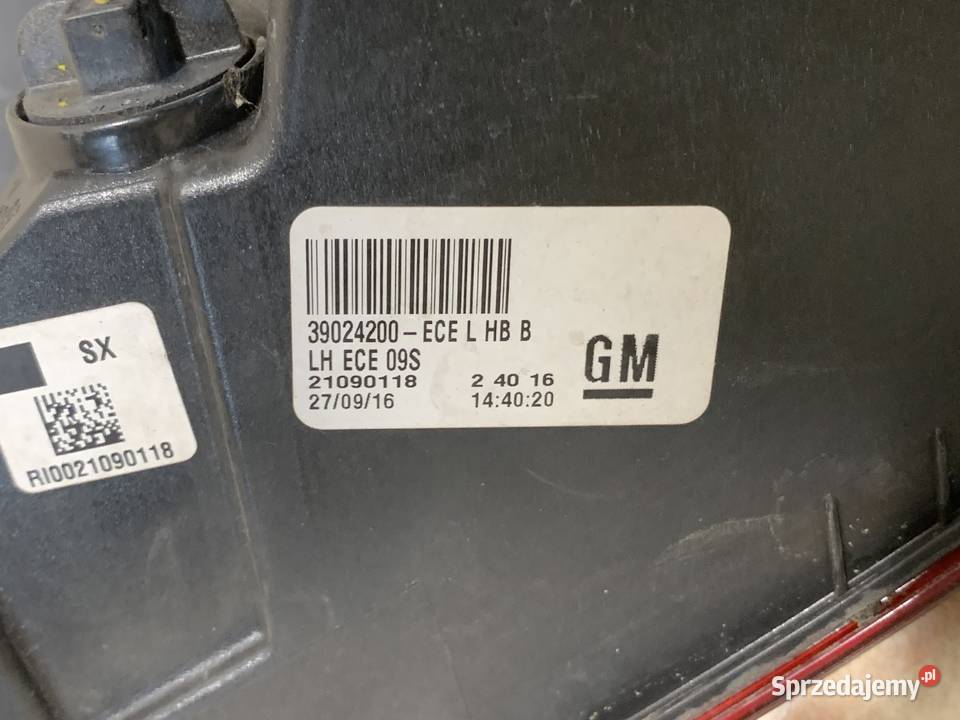 39024200-ECE L HB B
LH ECE 09S
21090118 2 40 16
27/09/16 14:40:20
GM
SX
RI0021090118
Sprzedajemy.pl